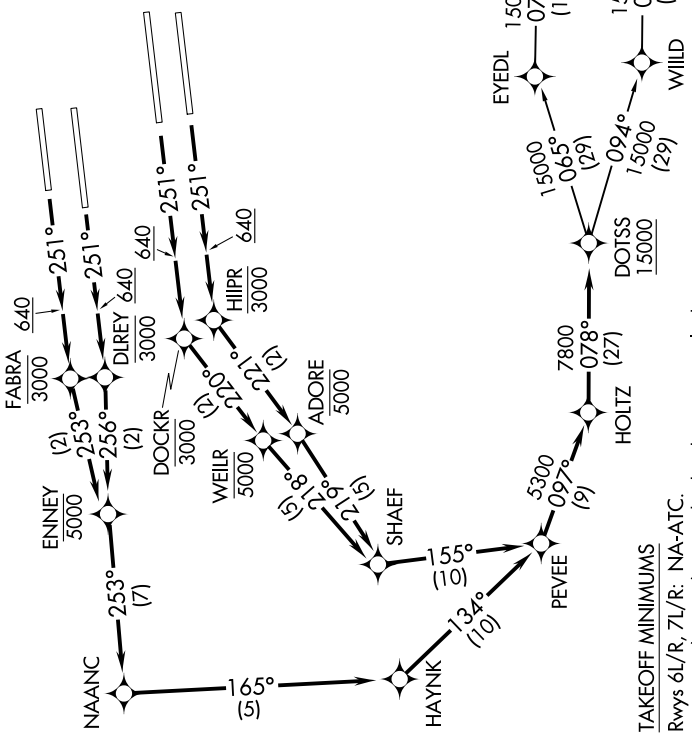 FABRA
3000
640
251°
251°
640
DLREY
3000
(2)
253°
256°
(2)
ENNEY
5000
253°
(7)
NAANC
165°
(5)
HAYNK
134°
(10)
251°
251°
640
640
HIIPR
3000
DOCKR
3000
220°
(2)
221°
(2)
WEILR
5000
ADORE
5000
218°
(5)
219°
(5)
SHAEF
155°
(10)
PEVEE
5300
097°
(9)
HOLTZ
7800
078°
(27)
DOTSS
15000
15000
065°
(29)
EYEDL
094°
15000
(29)
WIILD
TAKEOFF MINIMUMS
Rwys 6L/R, 7L/R: NA-ATC.